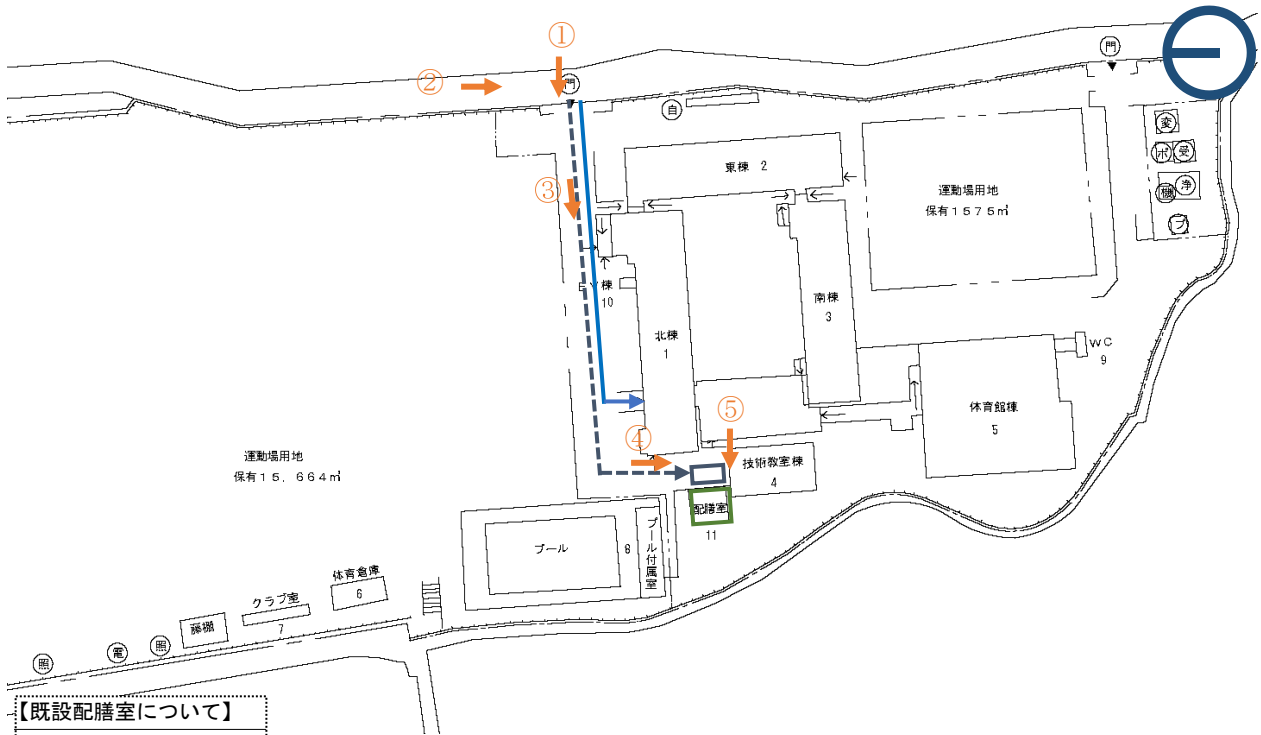 ①
②
門
門
自
変
ポ
受
機
浄
プ
東棟 2
③
運動場用地
保有1575㎡
棟
10
北棟
1
南棟
3
WC
9
⑤
体育館棟
5
④
技術教室棟
4
運動場用地
保有15,664㎡
配膳室
11
プール
8
プール付属室
体育倉庫
6
クラブ室
7
藤棚
照
電
照
【既設配膳室について】